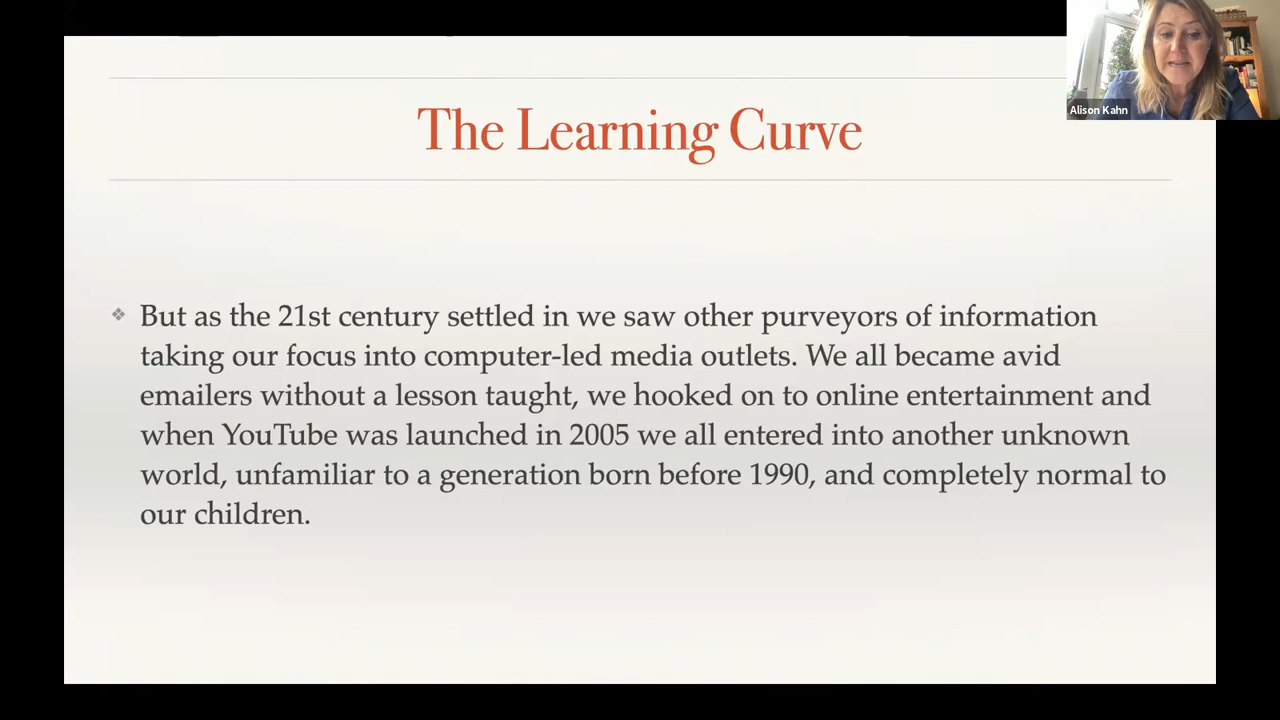 The Learning Curve
Alison Kahn
❖ But as the 21st century settled in we saw other purveyors of information
taking our focus into computer-led media outlets. We all became avid
emailers without a lesson taught, we hooked on to online entertainment and
when YouTube was launched in 2005 we all entered into another unknown
world, unfamiliar to a generation born before 1990, and completely normal to
our children.